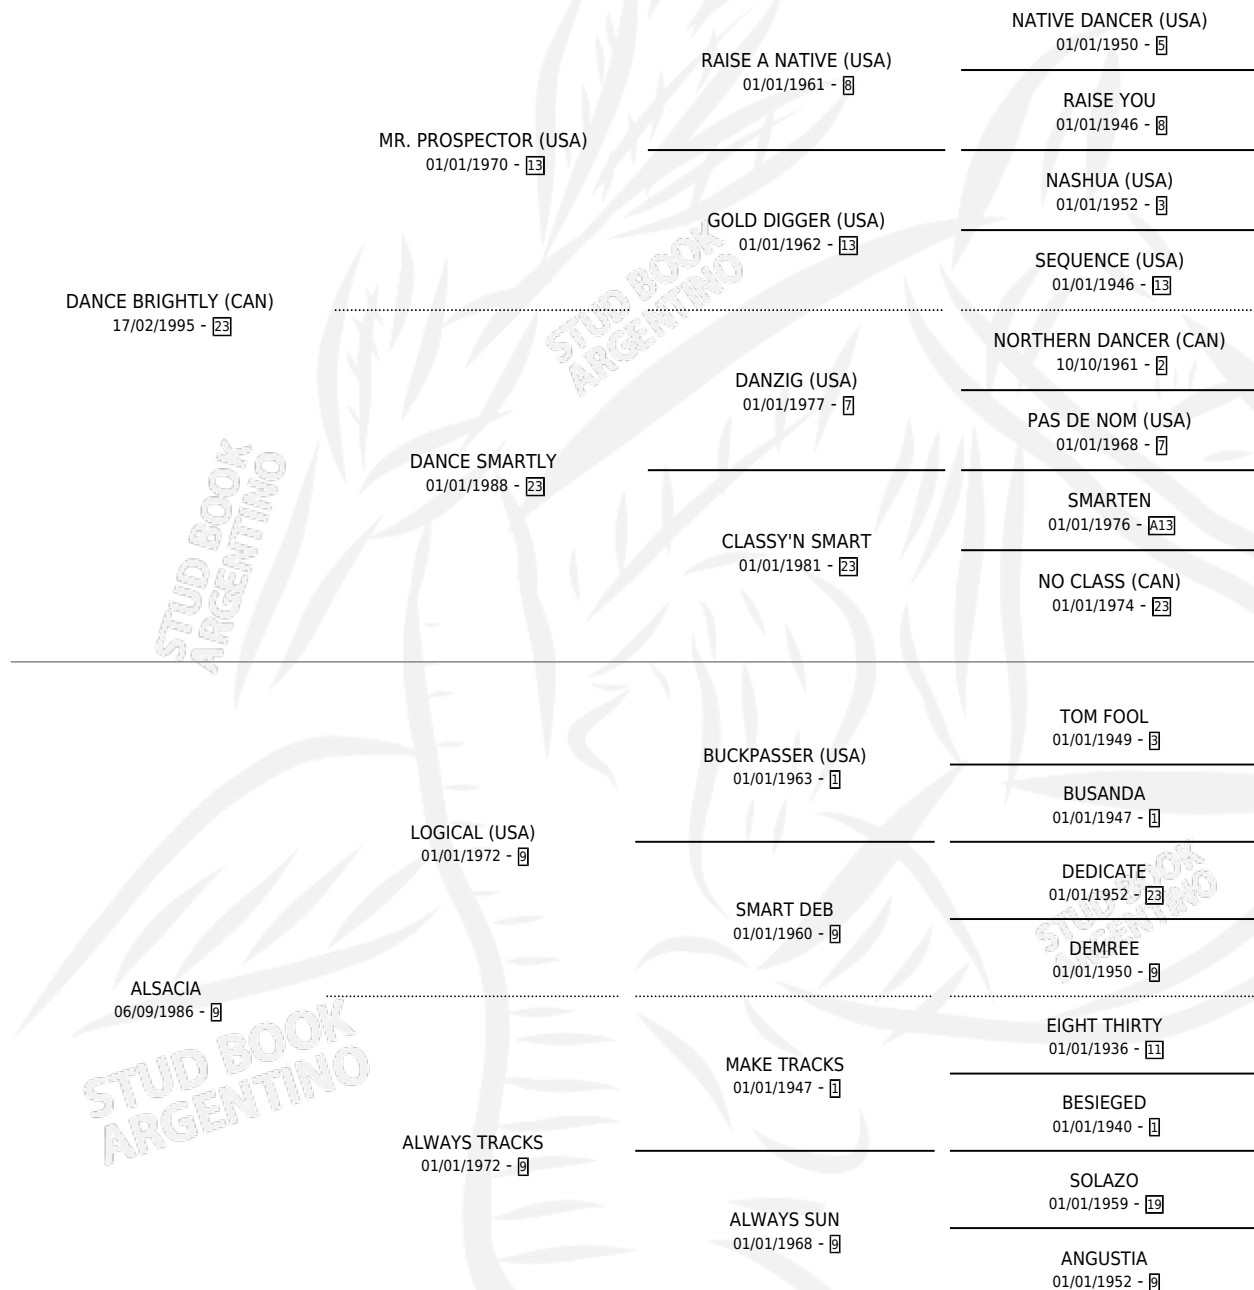 NATIVE DANCER (USA)
01/01/1950 - 5
RAISE A NATIVE (USA)
01/01/1961 - 8
RAISE YOU
01/01/1946 - 8
MR. PROSPECTOR (USA)
01/01/1970 - 13
NASHUA (USA)
01/01/1952 - 3
GOLD DIGGER (USA)
01/01/1962 - 13
SEQUENCE (USA)
01/01/1946 - 13
DANCE BRIGHTLY (CAN)
17/02/1995 - 23
STUD BOOK
ARGENTINO
NORTHERN DANCER (CAN)
10/10/1961 - 2
DANZIG (USA)
01/01/1977 - 7
PAS DE NOM (USA)
01/01/1968 - 7
DANCE SMARTLY
01/01/1988 - 23
SMARTEN
01/01/1976 - A13
CLASSY'N SMART
01/01/1981 - 23
NO CLASS (CAN)
01/01/1974 - 23
STUD BOOK
ARGENTINO
TOM FOOL
01/01/1949 - 3
BUCKPASSER (USA)
01/01/1963 - 1
BUSANDA
01/01/1947 - 1
LOGICAL (USA)
01/01/1972 - 9
DEDICATE
01/01/1952 - 23
SMART DEB
01/01/1960 - 9
DEMREE
01/01/1950 - 9
STUD BOOK
ARGENTINO
ALSACIA
06/09/1986 - 9
EIGHT THIRTY
01/01/1936 - 11
MAKE TRACKS
01/01/1947 - 1
BESIEGED
01/01/1940 - 1
STUD BOOK
ARGENTINO
ALWAYS TRACKS
01/01/1972 - 9
SOLAZO
01/01/1959 - 19
ALWAYS SUN
01/01/1968 - 9
ANGUSTIA
01/01/1952 - 9